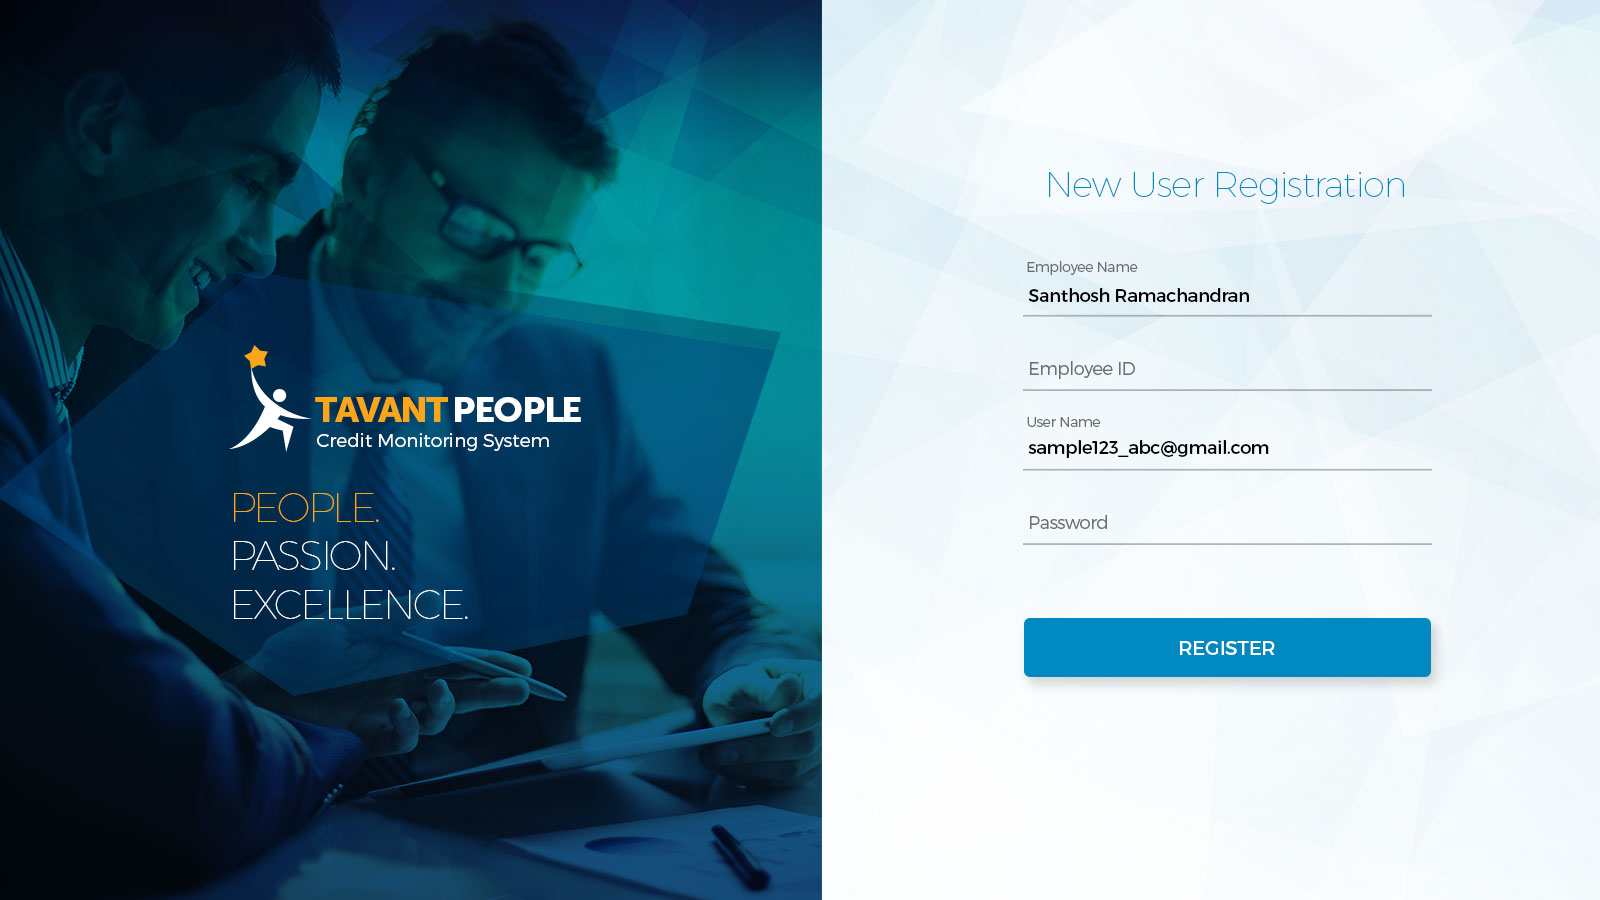 TAVANT PEOPLE
Credit Monitoring System
PEOPLE.
PASSION.
EXCELLENCE.
New User Registration
Employee Name
Santhosh Ramachandran
Employee ID
User Name
sample123_abc@gmail.com
Password
REGISTER